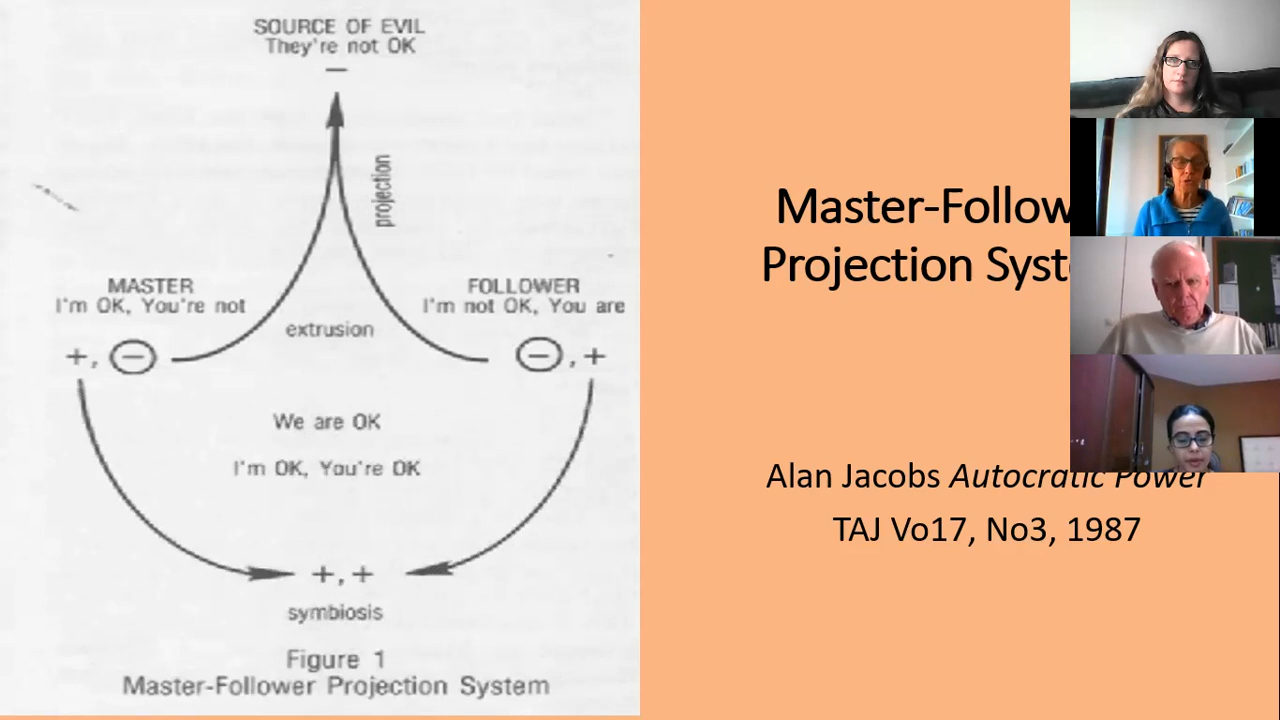 SOURCE OF EVIL
They're not OK
−
projection
MASTER
I'm OK, You're not
FOLLOWER
I'm not OK, You are
extrusion
+, −
−, +
We are OK
I'm OK, You're OK
+, +
symbiosis
Figure 1
Master-Follower Projection System
Master-Follow
Projection Syst
Alan Jacobs Autocratic Power
TAJ Vo17, No3, 1987